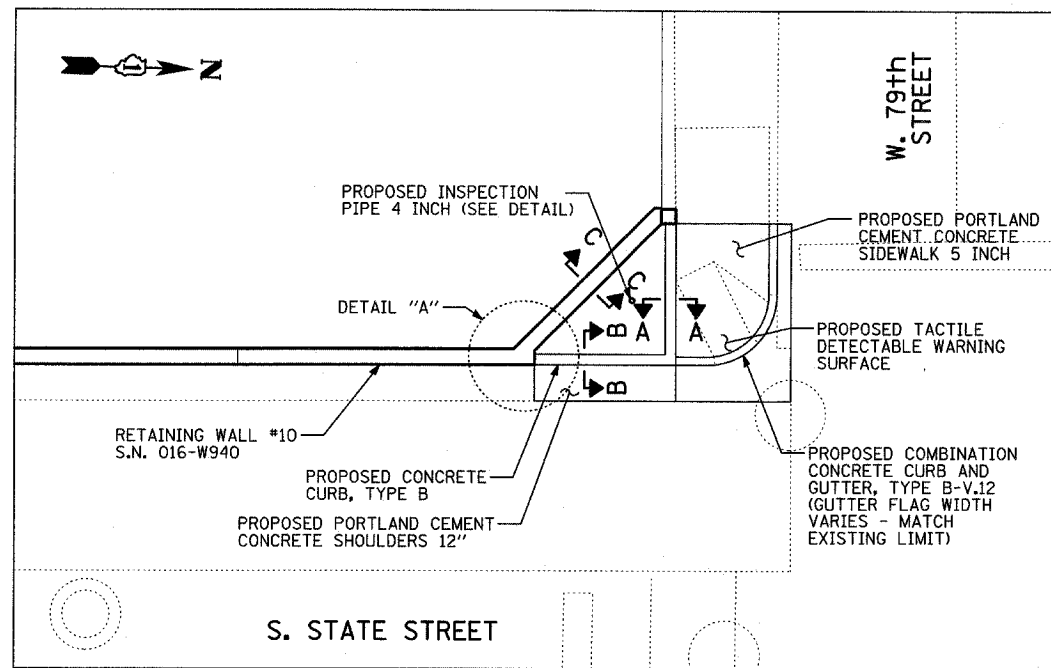 N
W. 79th
STREET
PROPOSED INSPECTION
PIPE 4 INCH (SEE DETAIL)
PROPOSED PORTLAND
CEMENT CONCRETE
SIDEWALK 5 INCH
C
C
DETAIL "A"
B
A
A
PROPOSED TACTILE
DETECTABLE WARNING
SURFACE
B
RETAINING WALL #10
S.N. 016-W940
PROPOSED CONCRETE
CURB, TYPE B
PROPOSED PORTLAND CEMENT
CONCRETE SHOULDERS 12"
PROPOSED COMBINATION
CONCRETE CURB AND
GUTTER, TYPE B-V.12
(GUTTER FLAG WIDTH
VARIES - MATCH
EXISTING LIMIT)
S. STATE STREET